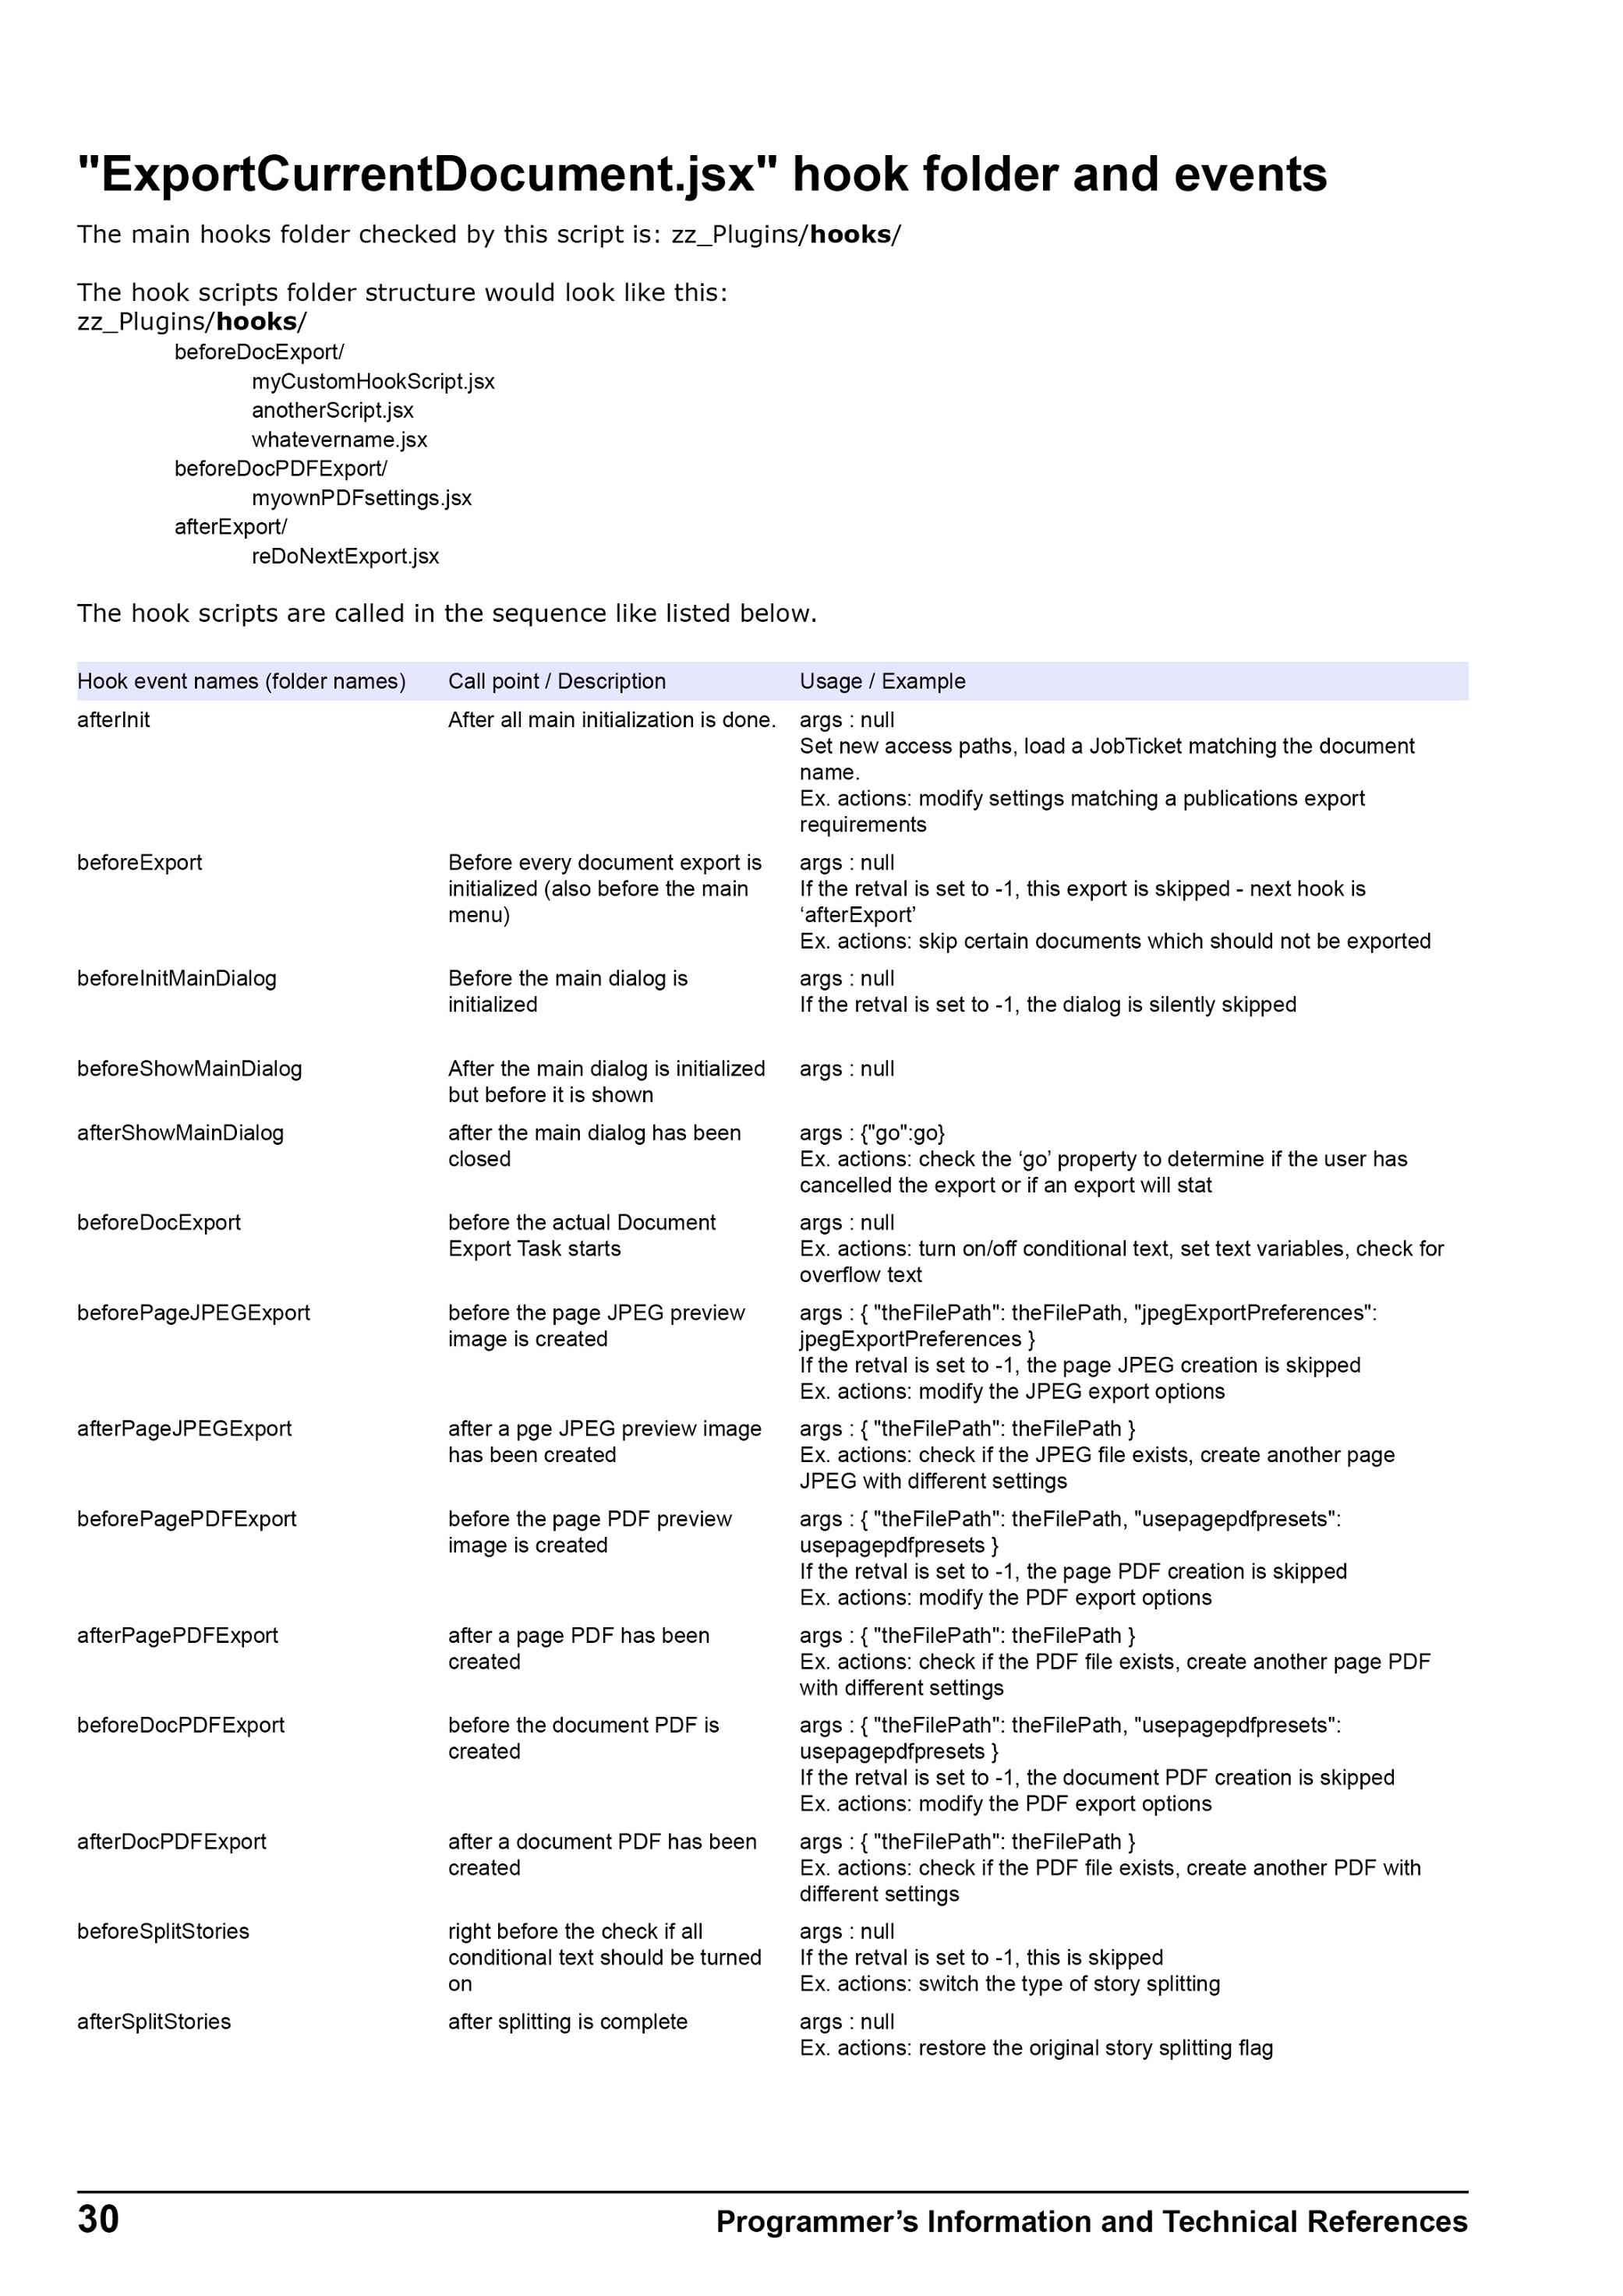 "ExportCurrentDocument.jsx" hook folder and events
The main hooks folder checked by this script is: zz_Plugins/hooks/
The hook scripts folder structure would look like this:
zz_Plugins/hooks/
beforeDocExport/
myCustomHookScript.jsx
anotherScript.jsx
whatevername.jsx
beforeDocPDFExport/
myownPDFsettings.jsx
afterExport/
reDoNextExport.jsx
The hook scripts are called in the sequence like listed below.
Hook event names (folder names) Call point / Description Usage / Example
afterInit After all main initialization is done. args : null
Set new access paths, load a JobTicket matching the document
name.
Ex. actions: modify settings matching a publications export
requirements
beforeExport Before every document export is args : null
initialized (also before the main If the retval is set to -1, this export is skipped - next hook is
menu) ‘afterExport’
Ex. actions: skip certain documents which should not be exported
beforeInitMainDialog Before the main dialog is args : null
initialized If the retval is set to -1, the dialog is silently skipped
beforeShowMainDialog After the main dialog is initialized args : null
but before it is shown
afterShowMainDialog after the main dialog has been args : {"go":go}
closed Ex. actions: check the ‘go’ property to determine if the user has
cancelled the export or if an export will stat
beforeDocExport before the actual Document args : null
Export Task starts Ex. actions: turn on/off conditional text, set text variables, check for
overflow text
beforePageJPEGExport before the page JPEG preview args : { "theFilePath": theFilePath, "jpegExportPreferences":
image is created jpegExportPreferences }
If the retval is set to -1, the page JPEG creation is skipped
Ex. actions: modify the JPEG export options
afterPageJPEGExport after a pge JPEG preview image args : { "theFilePath": theFilePath }
has been created Ex. actions: check if the JPEG file exists, create another page
JPEG with different settings
beforePagePDFExport before the page PDF preview args : { "theFilePath": theFilePath, "usepagepdfpresets":
image is created usepagepdfpresets }
If the retval is set to -1, the page PDF creation is skipped
Ex. actions: modify the PDF export options
afterPagePDFExport after a page PDF has been args : { "theFilePath": theFilePath }
created Ex. actions: check if the PDF file exists, create another page PDF
with different settings
beforeDocPDFExport before the document PDF is args : { "theFilePath": theFilePath, "usepagepdfpresets":
created usepagepdfpresets }
If the retval is set to -1, the document PDF creation is skipped
Ex. actions: modify the PDF export options
afterDocPDFExport after a document PDF has been args : { "theFilePath": theFilePath }
created Ex. actions: check if the PDF file exists, create another PDF with
different settings
beforeSplitStories right before the check if all args : null
conditional text should be turned If the retval is set to -1, this is skipped
on Ex. actions: switch the type of story splitting
afterSplitStories after splitting is complete args : null
Ex. actions: restore the original story splitting flag
30 Programmer’s Information and Technical References